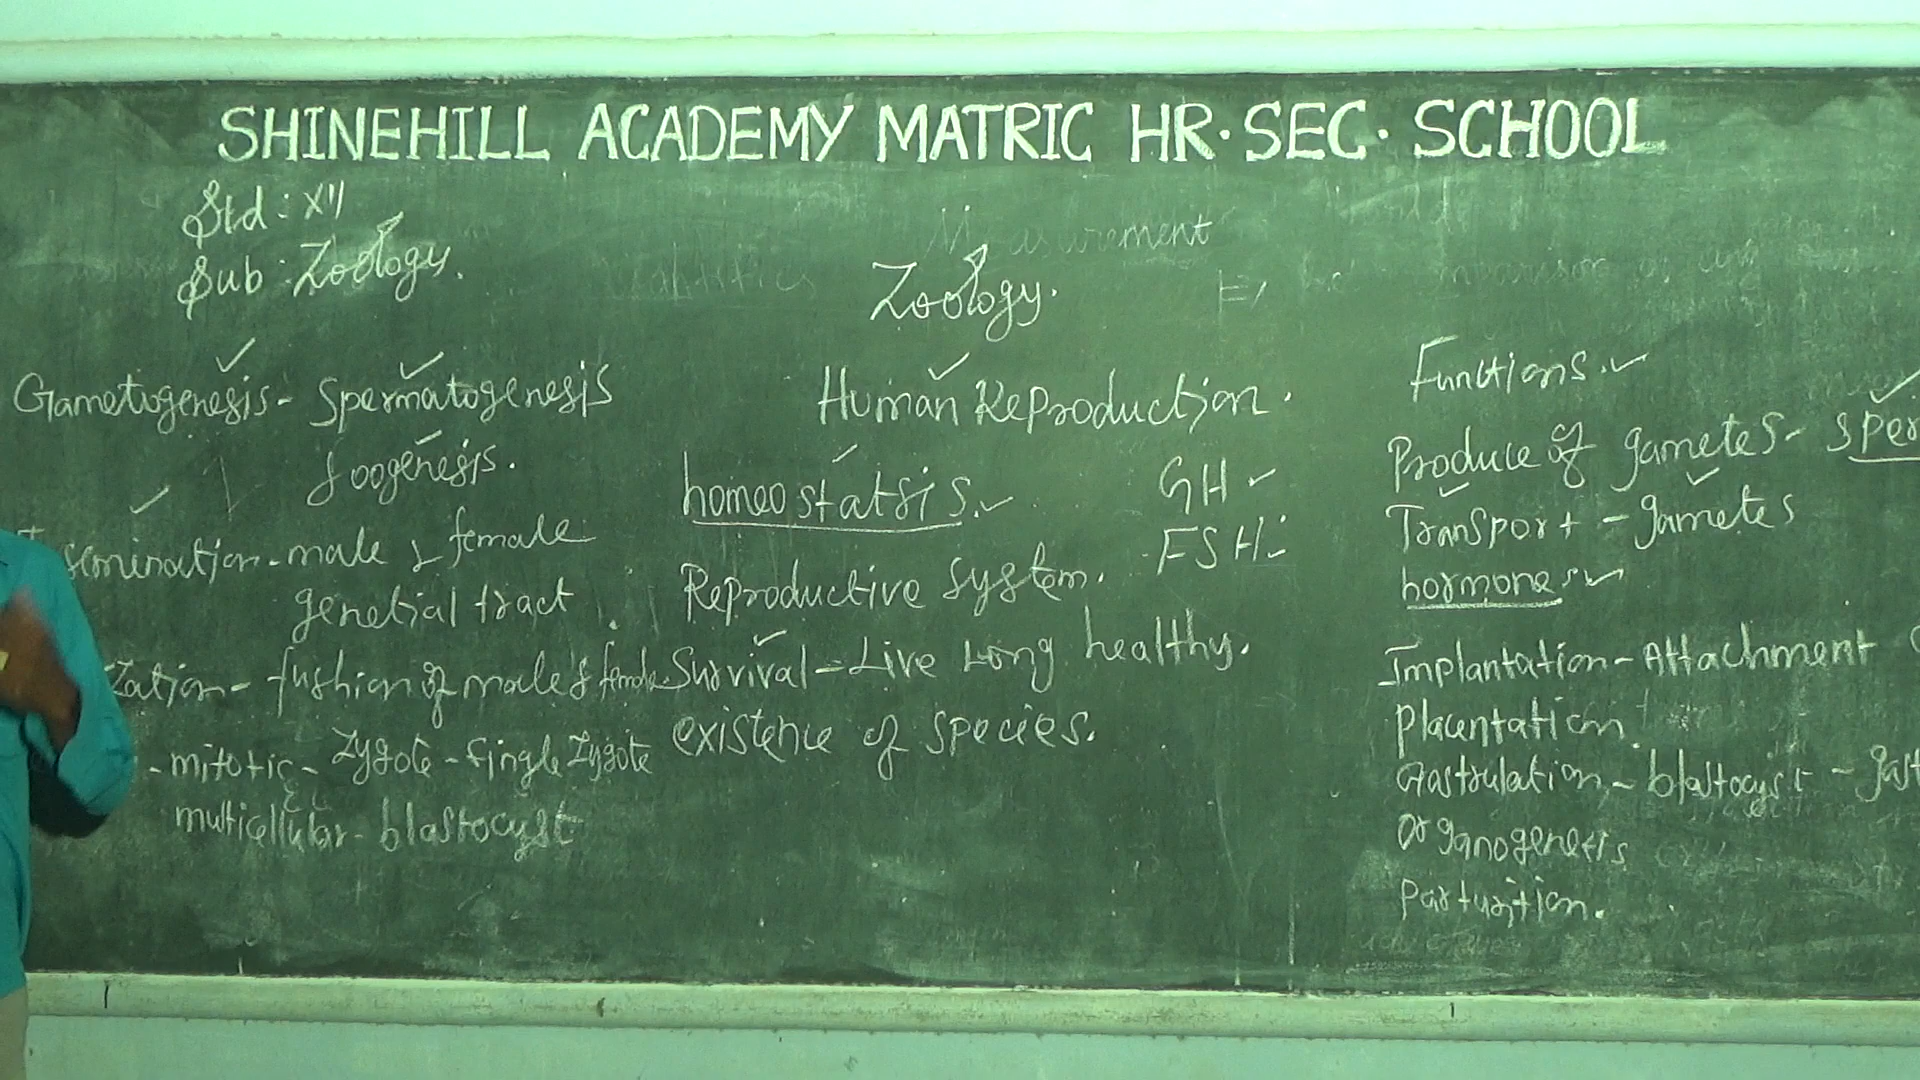 SHINEHILL ACADEMY MATRIC HR. SEC. SCHOOL
Std : XII
Sub : Zoology.
Measurement
Zoology.
Gametogenesis - Spermatogenesis
& oogenesis.
semination - male & female
genetial tract
zation - fushion of male & female
- mitotic - Zygote - Single Zygote
multicellular - blastocyst
Human Reproduction.
homeostatsis.
GH
FSH
Reproductive system.
Survival - Live Long healthy.
existence of species.
Functions.
Produce of gametes - sper
Transport - gametes
hormones
Implantation - Attachment
Placentation
Gastrulation - blastocyst - gast
Organogenesis
Parturition.